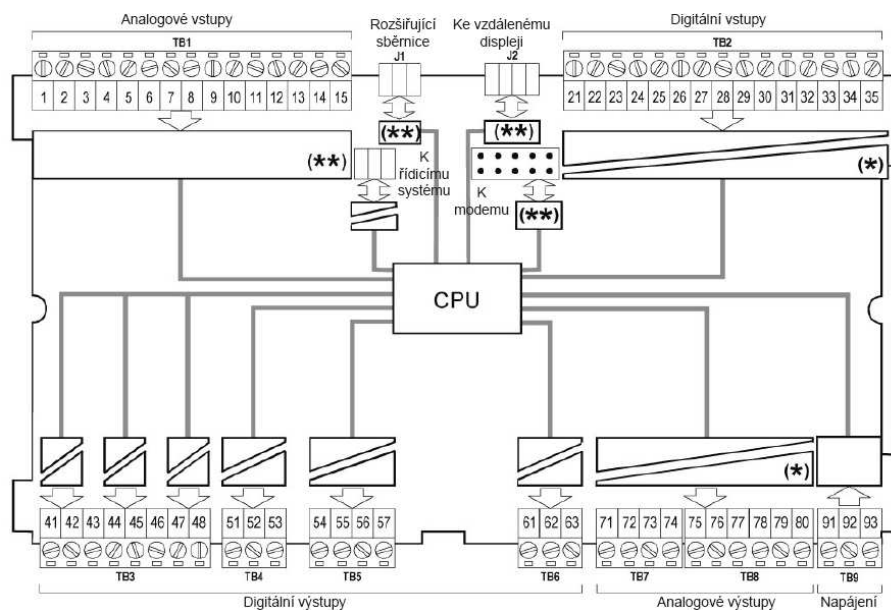 Analogové vstupy
TB1
Rozšiřující
sběrnice
J1
Ke vzdálenému
displeji
J2
Digitální vstupy
TB2
1 2 3 4 5 6 7 8 9 10 11 12 13 14 15
21 22 23 24 25 26 27 28 29 30 31 32 33 34 35
(**)
(**)
(**)
K
řídicímu
systému
K
modemu
(*)
(**)
CPU
(*)
41 42 43 44 45 46 47 48
51 52 53
54 55 56 57
61 62 63
71 72 73 74
75 76 77 78 79 80
91 92 93
TB3
TB4
TB5
TB6
TB7
TB8
TB9
Digitální výstupy
Analogové výstupy
Napájení